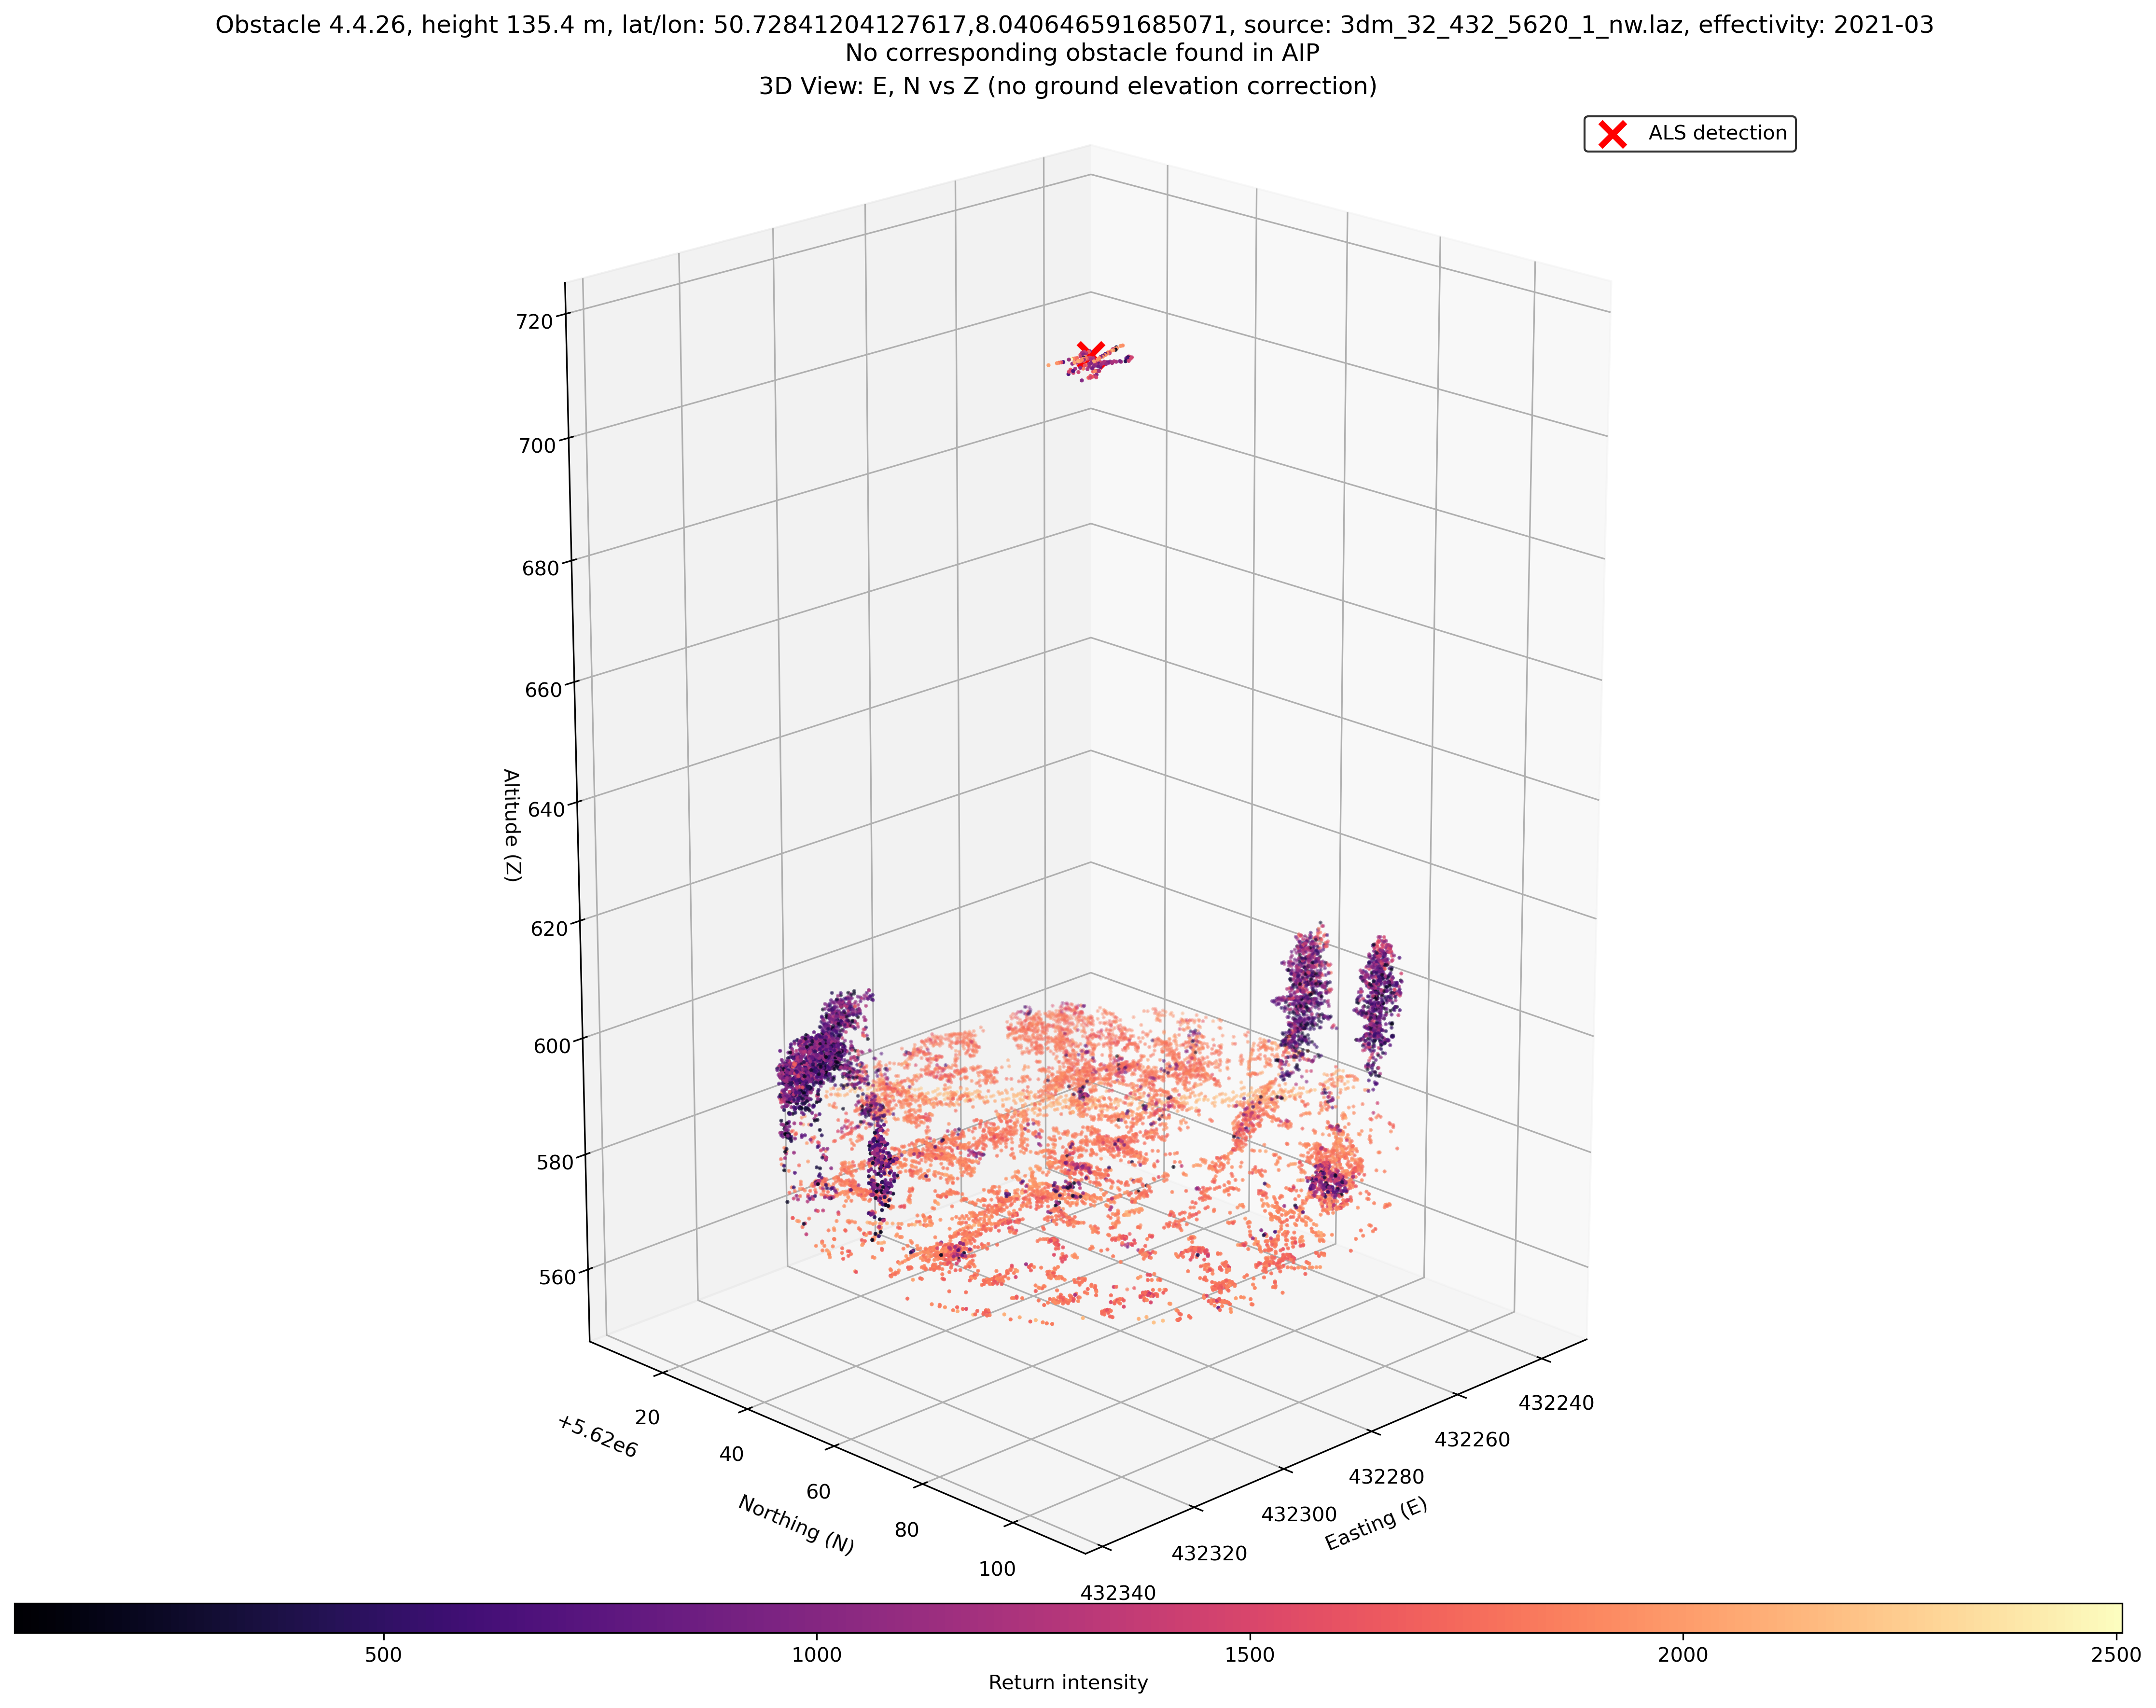 Obstacle 4.4.26, height 135.4 m, lat/lon: 50.72841204127617,8.040646591685071, source: 3dm_32_432_5620_1_nw.laz, effectivity: 2021-03
No corresponding obstacle found in AIP
3D View: E, N vs Z (no ground elevation correction)
ALS detection
720
700
680
660
640
620
600
580
560
Altitude (Z)
+5.62e6
20
40
60
80
100
Northing (N)
432240
432260
432280
432300
432320
432340
Easting (E)
500
1000
1500
2000
2500
Return intensity